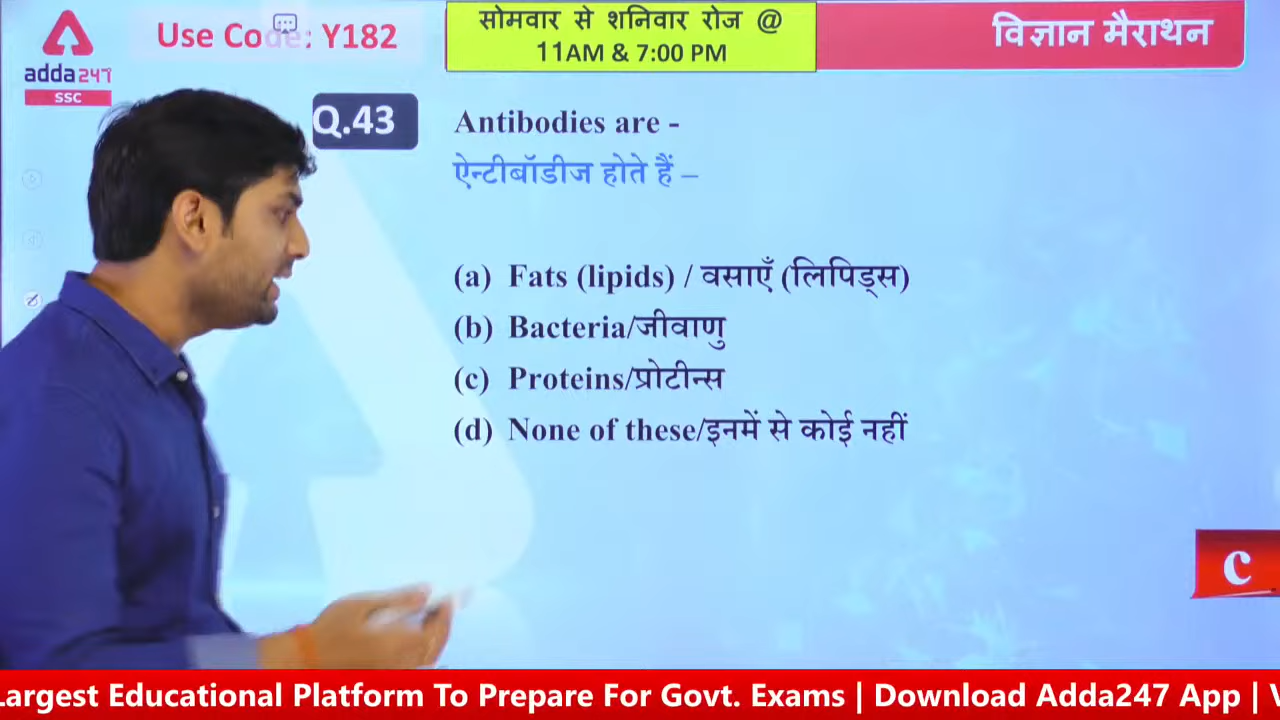 adda247
SSC
Use Code: Y182
सोमवार से शनिवार रोज @
11AM & 7:00 PM
विज्ञान मैराथन
Q.43
Antibodies are -
ऐन्टीबॉडीज होते हैं –
(a) Fats (lipids) / वसाएँ (लिपिड्स)
(b) Bacteria/जीवाणु
(c) Proteins/प्रोटीन्स
(d) None of these/इनमें से कोई नहीं
c
Largest Educational Platform To Prepare For Govt. Exams | Download Adda247 App | V